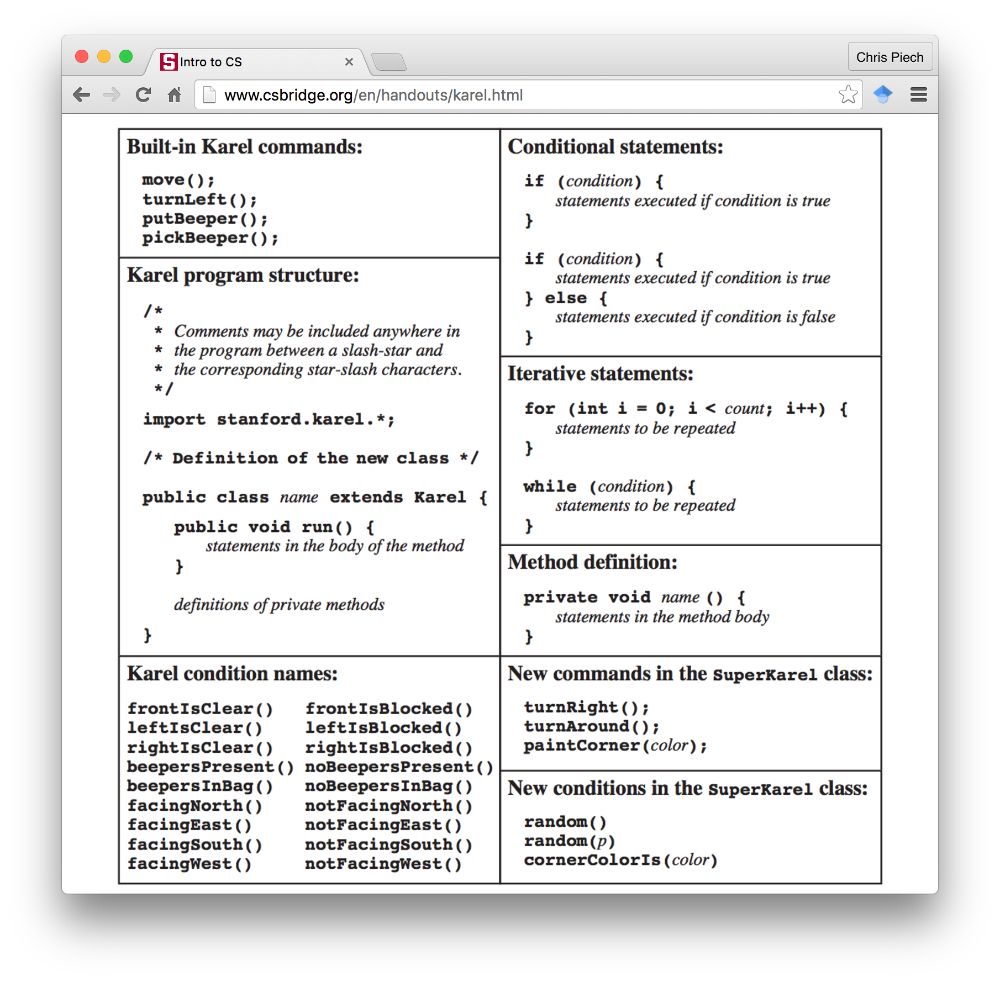 Intro to CS
Chris Piech
www.csbridge.org/en/handouts/karel.html
Built-in Karel commands:
move();
turnLeft();
putBeeper();
pickBeeper();
Karel program structure:
/*
* Comments may be included anywhere in
* the program between a slash-star and
* the corresponding star-slash characters.
*/
import stanford.karel.*;
/* Definition of the new class */
public class name extends Karel {
public void run() {
statements in the body of the method
}
definitions of private methods
}
Karel condition names:
frontIsClear() frontIsBlocked()
leftIsClear() leftIsBlocked()
rightIsClear() rightIsBlocked()
beepersPresent() noBeepersPresent()
beepersInBag() noBeepersInBag()
facingNorth() notFacingNorth()
facingEast() notFacingEast()
facingSouth() notFacingSouth()
facingWest() notFacingWest()
Conditional statements:
if (condition) {
statements executed if condition is true
}
if (condition) {
statements executed if condition is true
} else {
statements executed if condition is false
}
Iterative statements:
for (int i = 0; i < count; i++) {
statements to be repeated
}
while (condition) {
statements to be repeated
}
Method definition:
private void name () {
statements in the method body
}
New commands in the SuperKarel class:
turnRight();
turnAround();
paintCorner(color);
New conditions in the SuperKarel class:
random()
random(p)
cornerColorIs(color)